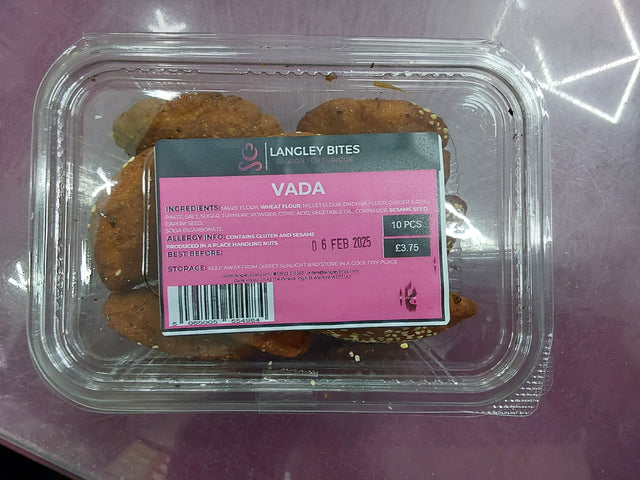 LANGLEY BITES
PASSION FOR FLAVOUR
VADA
INGREDIENTS: MAIZE FLOUR, WHEAT FLOUR, MILLET FLOUR, ONDHVA FLOUR, GINGER & CHILI
PASTE, SALT, SUGAR, TURMERIC POWDER, CITRIC ACID, VEGETABLE OIL, CORIANDER, SESAME SEED,
CAROM SEED,
SODA BICARBONATE
ALLERGY INFO: CONTAINS GLUTEN AND SESAME
PRODUCED IN A PLACE HANDLING NUTS
BEST BEFORE:
06 FEB 2025
10 PCS
£3.75
STORAGE: KEEP AWAY FROM DIRECT SUNLIGHT AND STORE IN A COOL DRY PLACE